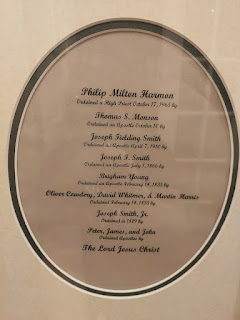 Philip Milton Harmon
Ordained a High Priest October 17, 1965 by
Thomas S. Monson
Ordained an Apostle October 10 by
Joseph Fielding Smith
Ordained an Apostle April 7, 1910 by
Joseph F. Smith
Ordained an Apostle July 1, 1866 by
Brigham Young
Ordained an Apostle February 14, 1835 by
Oliver Cowdrey, David Whitmer, & Martin Harris
Ordained February 14, 1835 by
Joseph Smith, Jr.
Ordained in 1829 by
Peter, James, and John
Ordained Apostles by
The Lord Jesus Christ